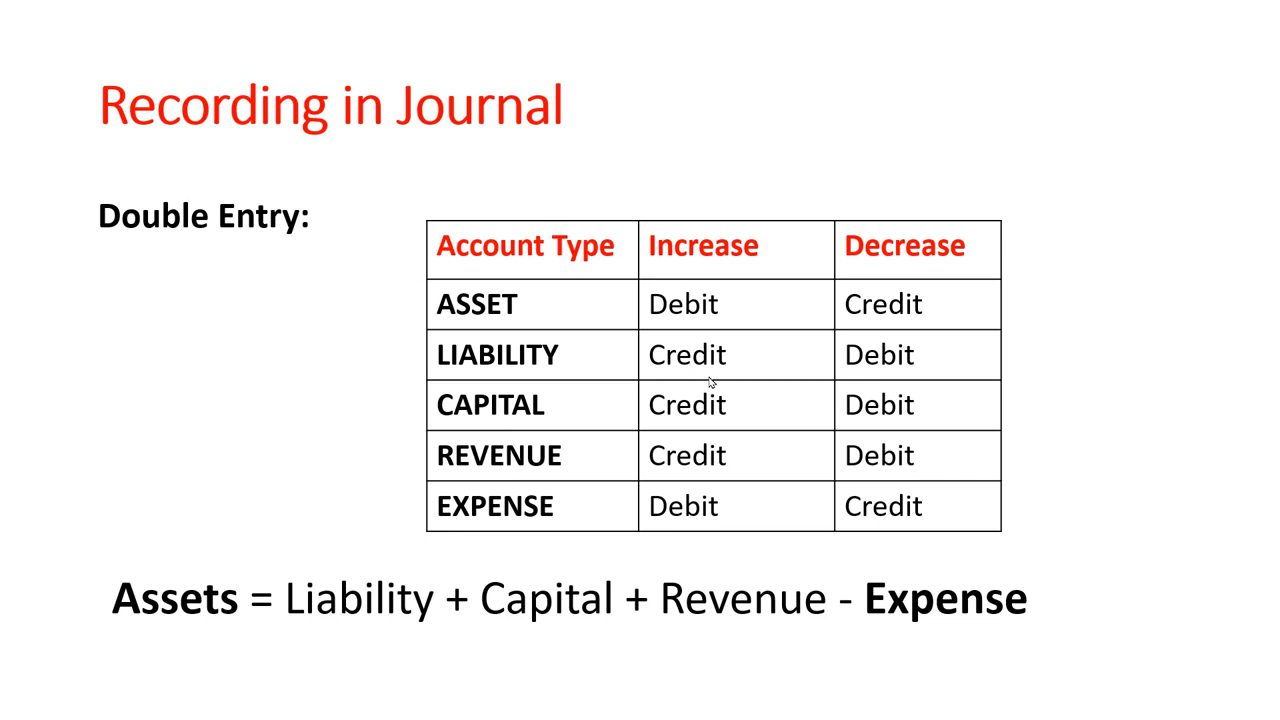 Recording in Journal
Double Entry:
Account Type Increase Decrease
ASSET Debit Credit
LIABILITY Credit Debit
CAPITAL Credit Debit
REVENUE Credit Debit
EXPENSE Debit Credit
Assets = Liability + Capital + Revenue - Expense